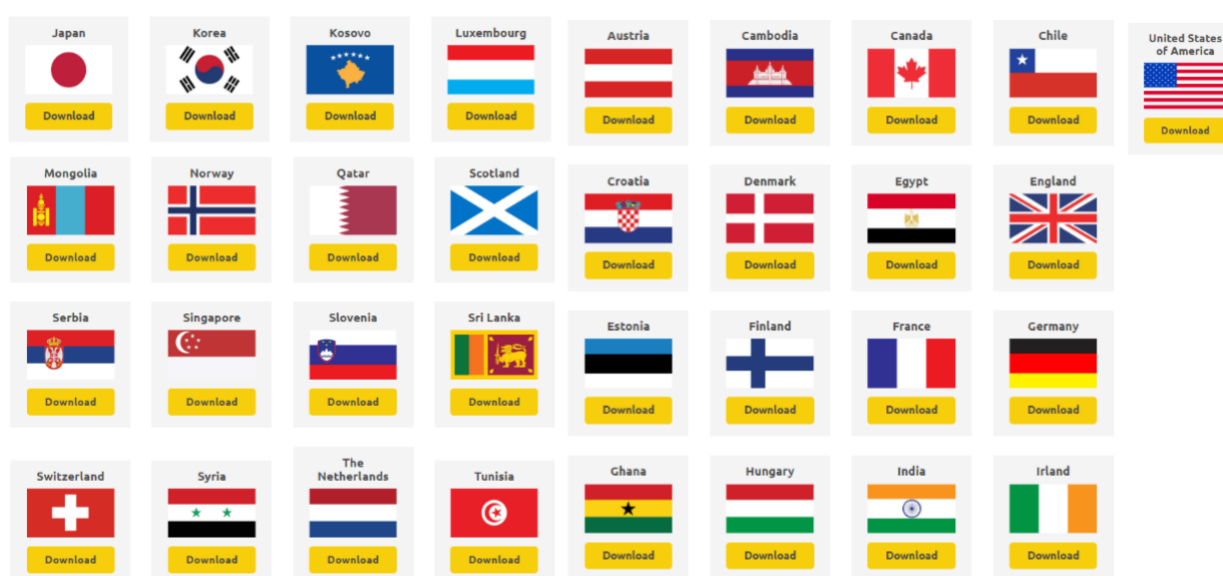 Japan
Korea
Kosovo
Luxembourg
Austria
Cambodia
Canada
Chile
United States
of America
Download
Download
Download
Download
Download
Download
Download
Download
Download
Mongolia
Norway
Qatar
Scotland
Croatia
Denmark
Egypt
England
Download
Download
Download
Download
Download
Download
Download
Download
Serbia
Singapore
Slovenia
Sri Lanka
Estonia
Finland
France
Germany
Download
Download
Download
Download
Download
Download
Download
Download
Switzerland
Syria
The
Netherlands
Tunisia
Ghana
Hungary
India
Irland
Download
Download
Download
Download
Download
Download
Download
Download